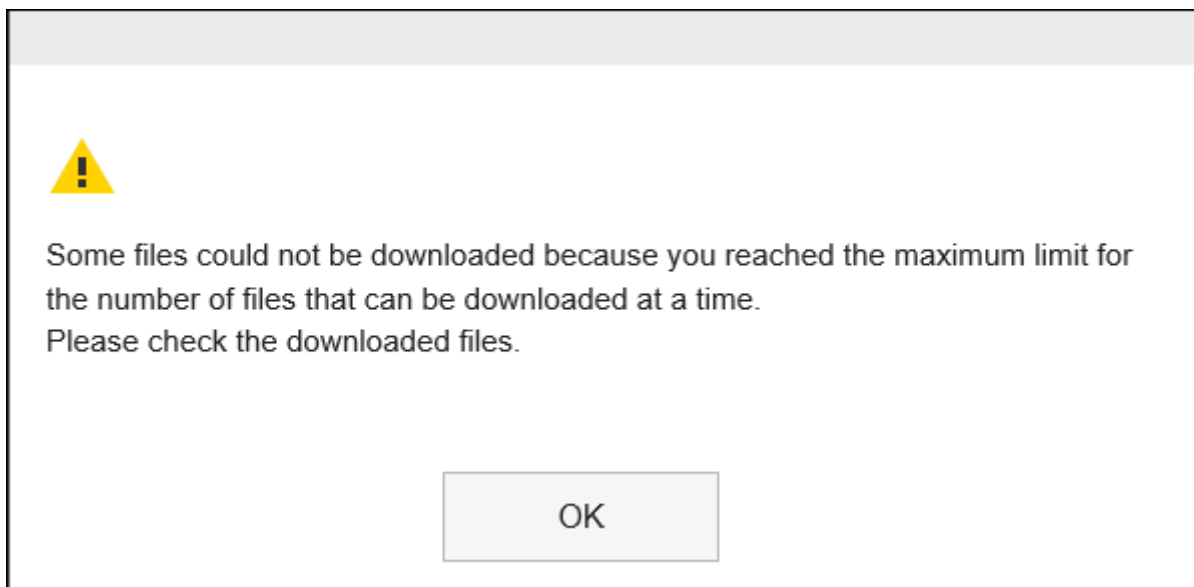 Some files could not be downloaded because you reached the maximum limit for
the number of files that can be downloaded at a time.
Please check the downloaded files.
OK